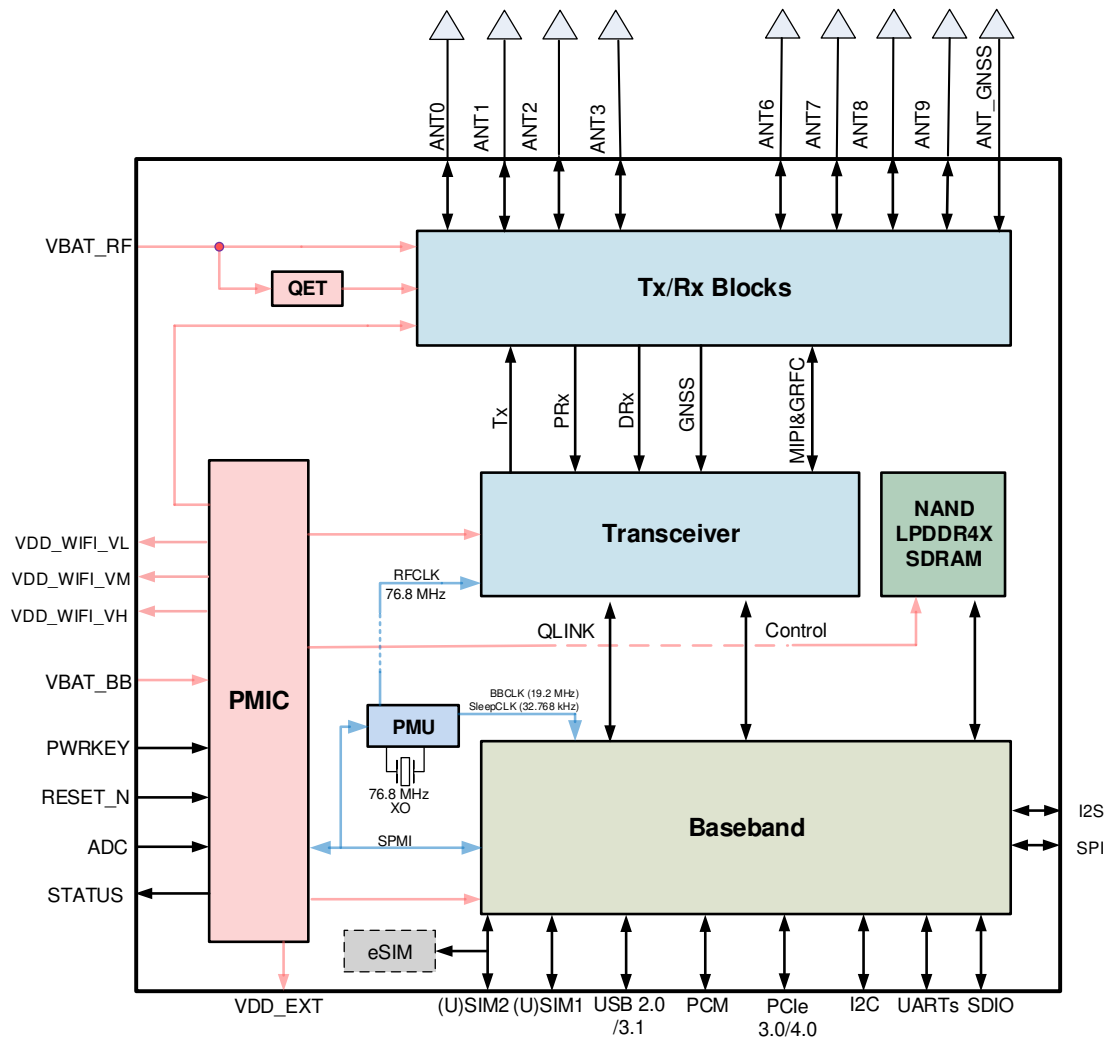 ANT0
ANT1
ANT2
ANT3
ANT6
ANT7
ANT8
ANT9
ANT_GNSS
VBAT_RF
QET
Tx/Rx Blocks
Tx
PRx
DRx
GNSS
MIPI&GRFC
Transceiver
NAND
LPDDR4X
SDRAM
VDD_WIFI_VL
VDD_WIFI_VM
VDD_WIFI_VH
RFCLK
76.8 MHz
QLINK
Control
VBAT_BB
PMIC
BBCLK (19.2 MHz)
SleepCLK (32.768 kHz)
PMU
PWRKEY
76.8 MHz
XO
RESET_N
Baseband
I2S
ADC
SPMI
SPI
STATUS
eSIM
VDD_EXT
(U)SIM2
(U)SIM1
USB 2.0
/3.1
PCM
PCIe
3.0/4.0
I2C
UARTs
SDIO